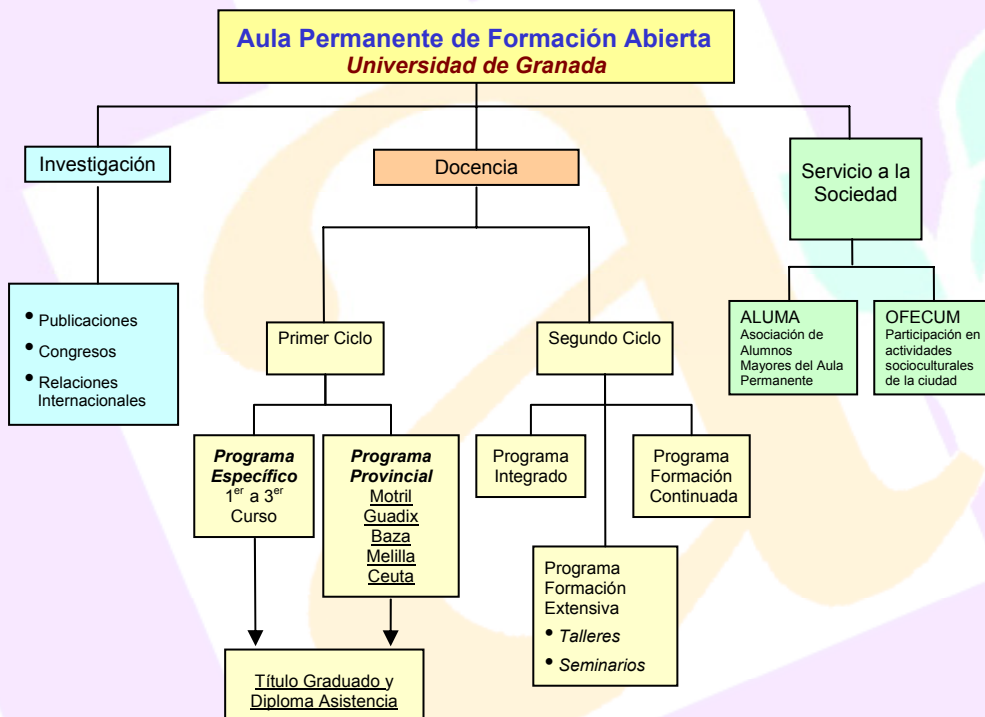 Aula Permanente de Formación Abierta
Universidad de Granada
Investigación
Docencia
Servicio a la
Sociedad
• Publicaciones
• Congresos
• Relaciones
Internacionales
Primer Ciclo
Segundo Ciclo
ALUMA
Asociación de
Alumnos
Mayores del Aula
Permanente
OFECUM
Participación en
actividades
socioculturales
de la ciudad
Programa
Específico
1er a 3er
Curso
Programa
Provincial
Motril
Guadix
Baza
Melilla
Ceuta
Programa
Integrado
Programa
Formación
Continuada
Programa
Formación
Extensiva
• Talleres
• Seminarios
Título Graduado y
Diploma Asistencia